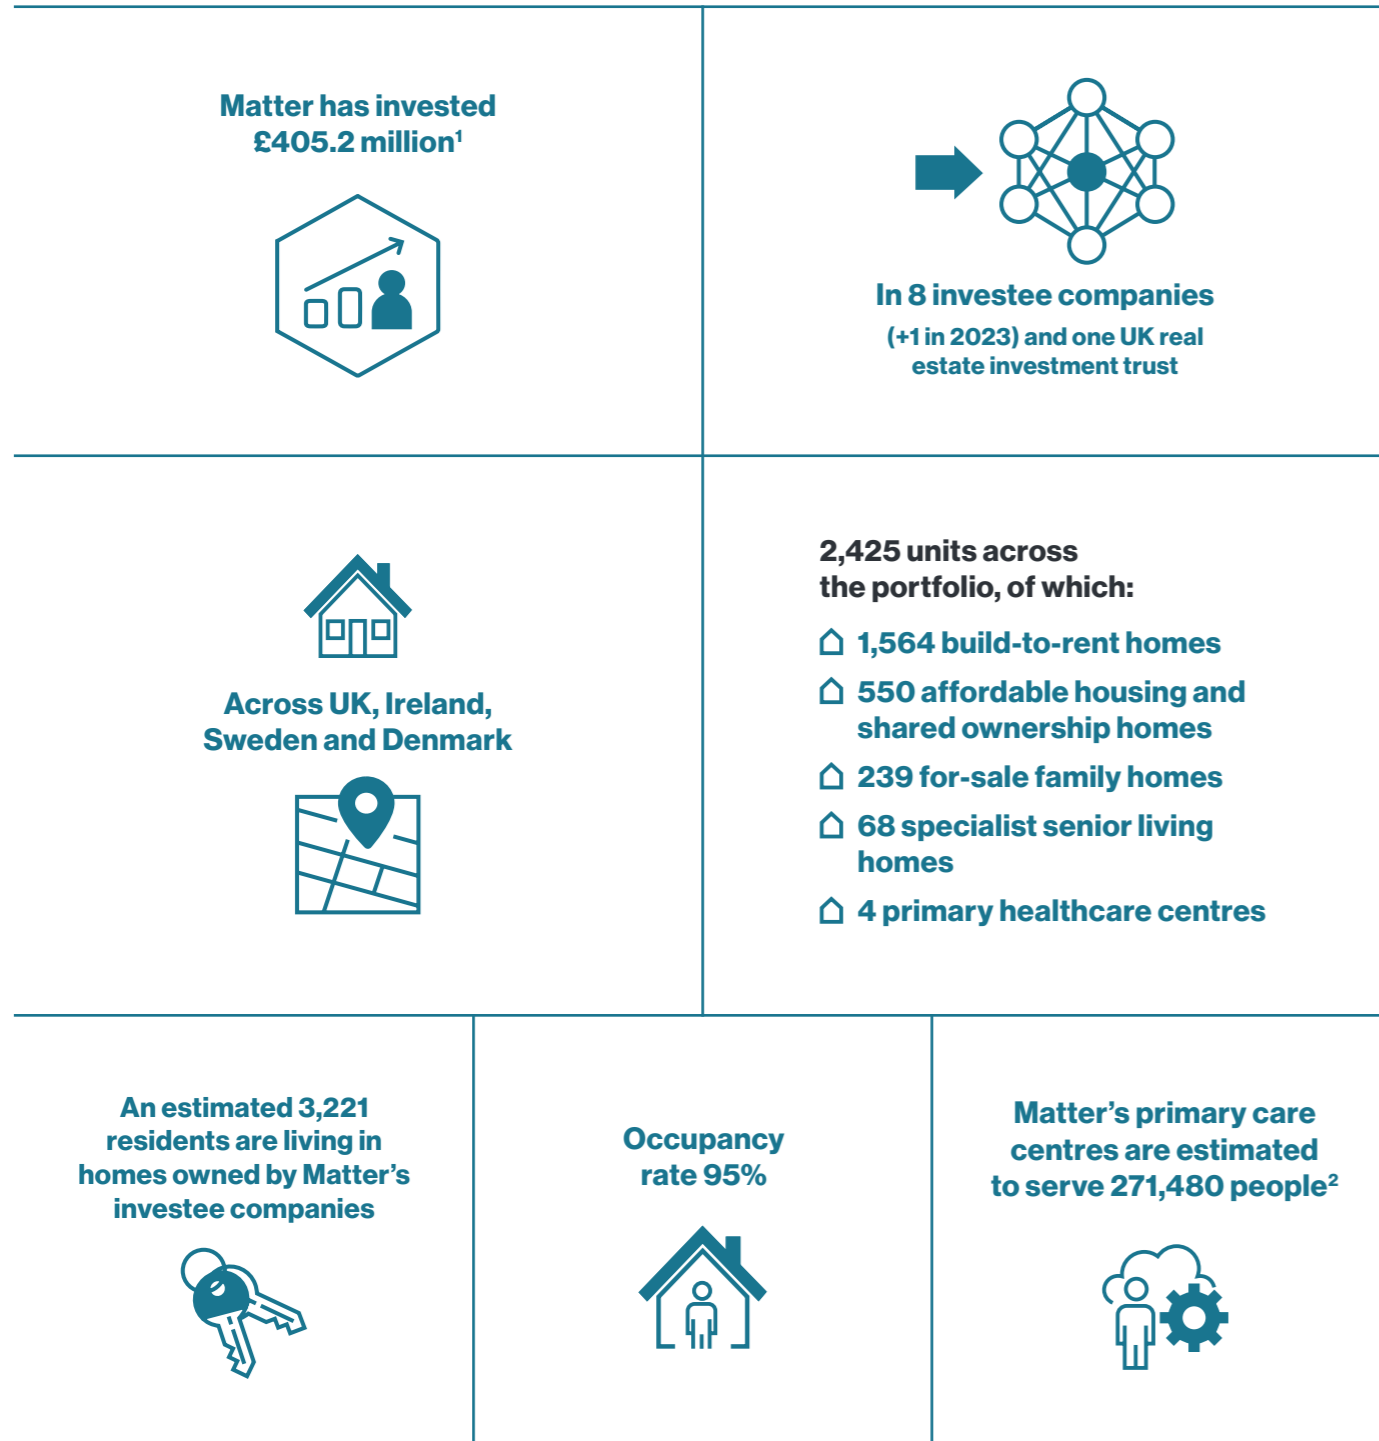 Matter has invested
£405.2 million¹
In 8 investee companies
(+1 in 2023) and one UK real
estate investment trust
Across UK, Ireland,
Sweden and Denmark
2,425 units across
the portfolio, of which:
1,564 build-to-rent homes
550 affordable housing and
shared ownership homes
239 for-sale family homes
68 specialist senior living
homes
4 primary healthcare centres
An estimated 3,221
residents are living in
homes owned by Matter’s
investee companies
Occupancy
rate 95%
Matter’s primary care
centres are estimated
to serve 271,480 people²